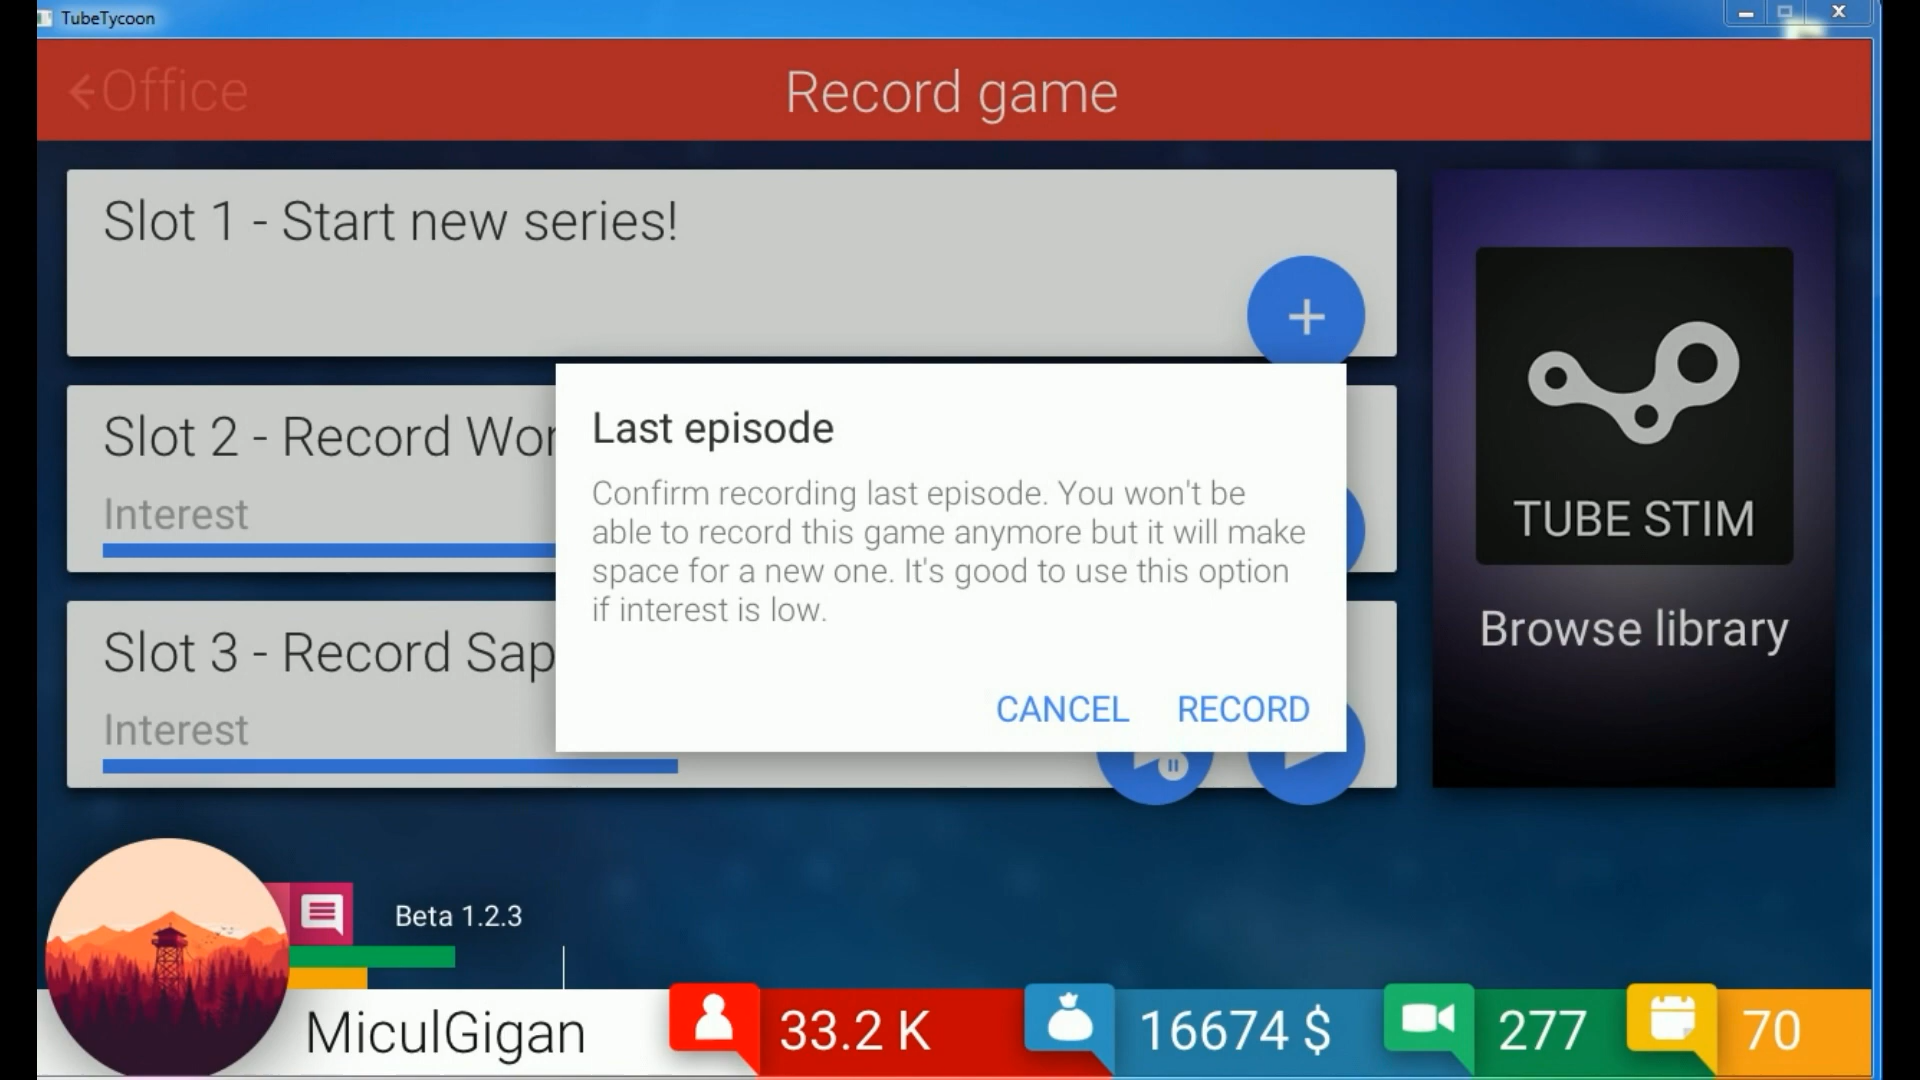 TubeTycoon
Office
Record game
Slot 1 - Start new series!
Slot 2 - Record
Interest
Slot 3 - Record
Interest
Last episode
Confirm recording last episode. You won't be
able to record this game anymore but it will make
space for a new one. It's good to use this option
if interest is low.
CANCEL RECORD
TUBE STIM
Browse library
Beta 1.2.3
MiculGigan
33.2 K
16674 $
277
70